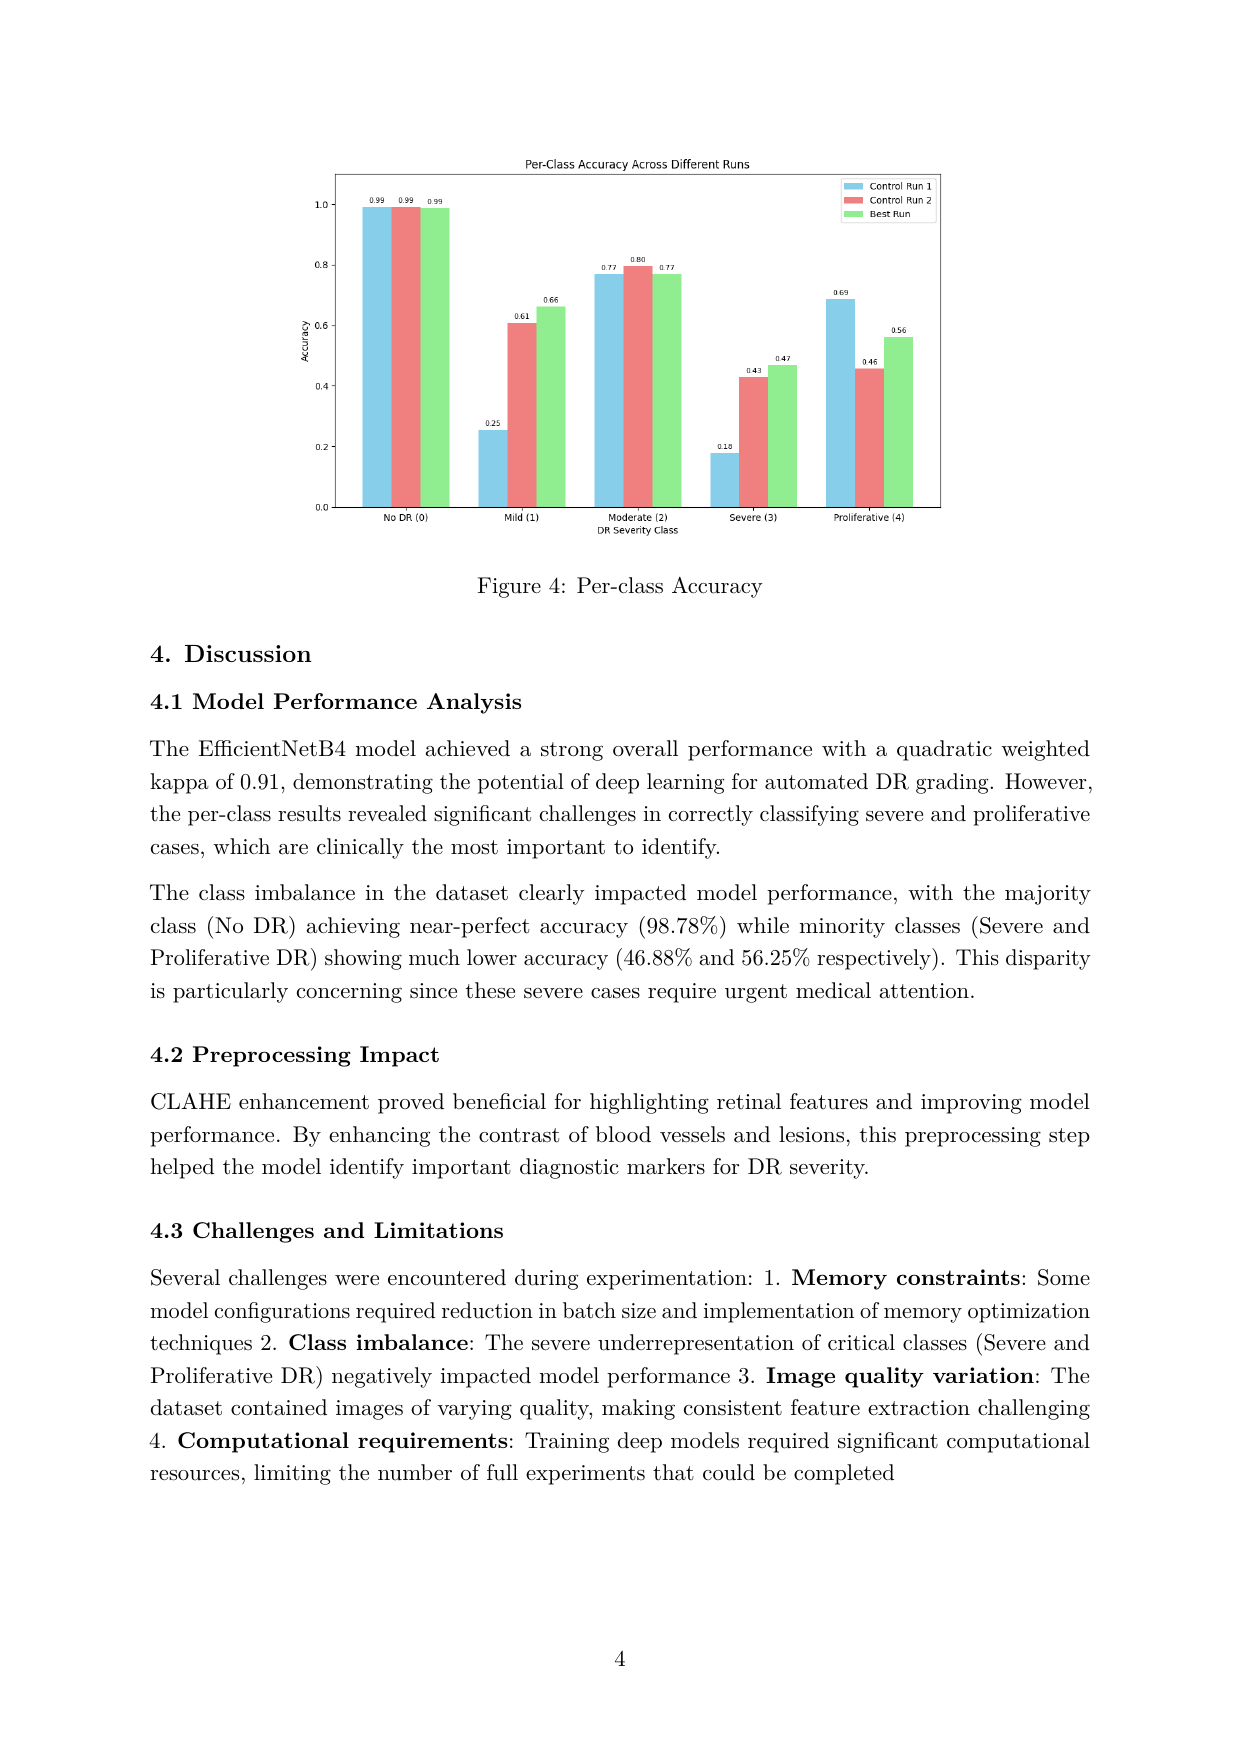 Per-Class Accuracy Across Different Runs
Control Run 1
Control Run 2
Best Run
1.0
0.8
0.6
0.4
0.2
0.0
Accuracy
0.99 0.99 0.99
0.25 0.61 0.66
0.77 0.80 0.77
0.18 0.43 0.47
0.69 0.46 0.56
No DR (0) Mild (1) Moderate (2) Severe (3) Proliferative (4)
DR Severity Class
Figure 4: Per-class Accuracy
4. Discussion
4.1 Model Performance Analysis
The EfficientNetB4 model achieved a strong overall performance with a quadratic weighted
kappa of 0.91, demonstrating the potential of deep learning for automated DR grading. However,
the per-class results revealed significant challenges in correctly classifying severe and proliferative
cases, which are clinically the most important to identify.
The class imbalance in the dataset clearly impacted model performance, with the majority
class (No DR) achieving near-perfect accuracy (98.78%) while minority classes (Severe and
Proliferative DR) showing much lower accuracy (46.88% and 56.25% respectively). This disparity
is particularly concerning since these severe cases require urgent medical attention.
4.2 Preprocessing Impact
CLAHE enhancement proved beneficial for highlighting retinal features and improving model
performance. By enhancing the contrast of blood vessels and lesions, this preprocessing step
helped the model identify important diagnostic markers for DR severity.
4.3 Challenges and Limitations
Several challenges were encountered during experimentation: 1. Memory constraints: Some
model configurations required reduction in batch size and implementation of memory optimization
techniques 2. Class imbalance: The severe underrepresentation of critical classes (Severe and
Proliferative DR) negatively impacted model performance 3. Image quality variation: The
dataset contained images of varying quality, making consistent feature extraction challenging
4. Computational requirements: Training deep models required significant computational
resources, limiting the number of full experiments that could be completed
4